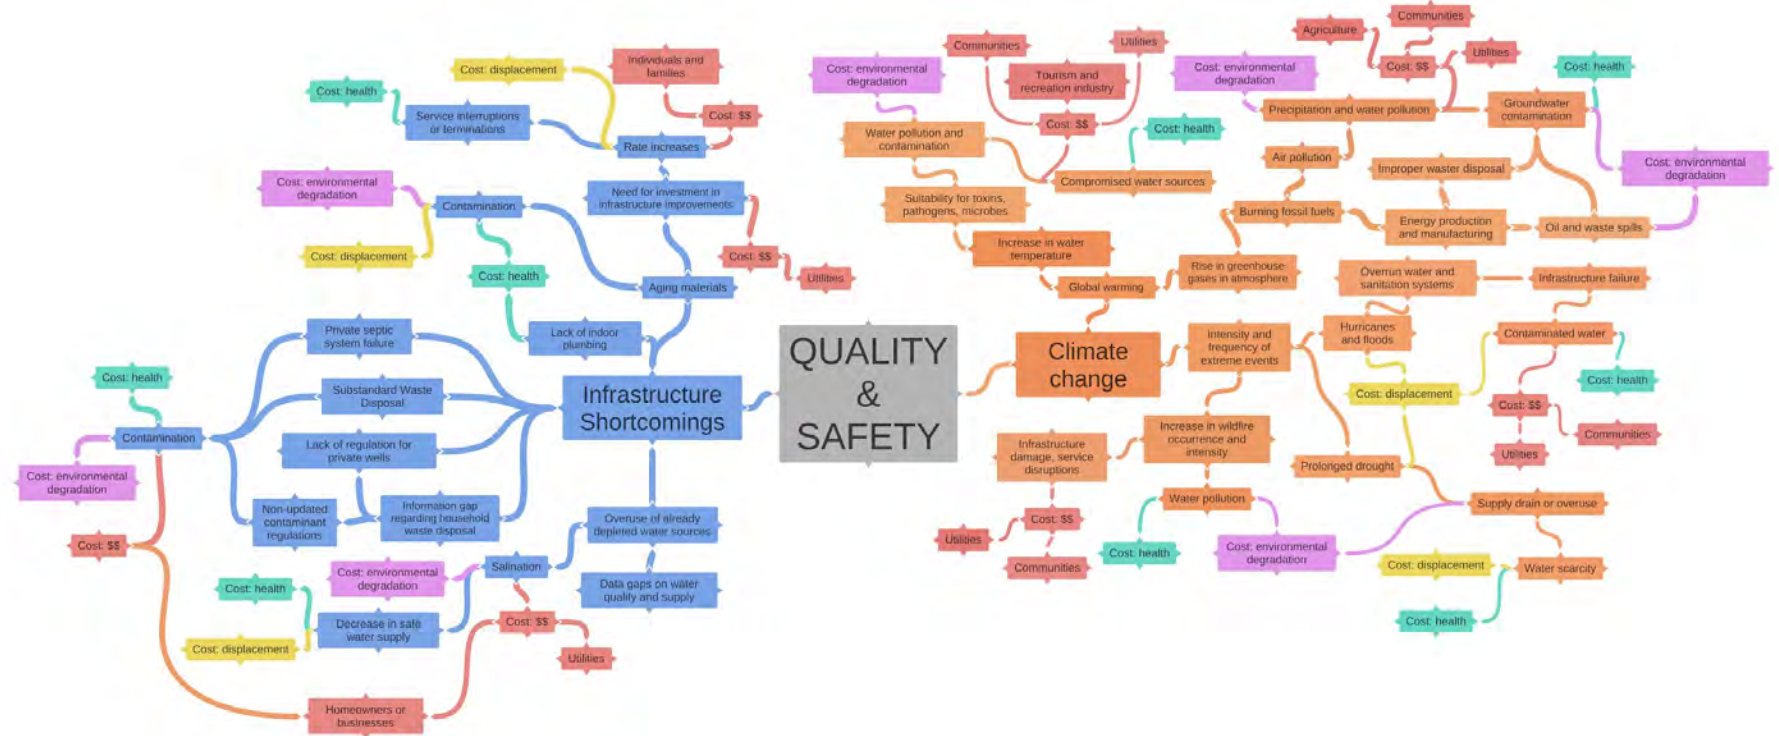 QUALITY
&
SAFETY
Infrastructure
Shortcomings
Lack of indoor
plumbing
Cost: health
Aging materials
Contamination
Cost: environmental
degradation
Cost: displacement
Need for investment in
infrastructure improvements
Cost: $$
Utilities
Rate increases
Cost: $$
Individuals and
families
Cost: displacement
Service interruptions
or terminations
Cost: health
Private septic
system failure
Substandard Waste
Disposal
Lack of regulation for
private wells
Information gap
regarding household
waste disposal
Non-updated
contaminant
regulations
Contamination
Cost: health
Cost: environmental
degradation
Cost: $$
Homeowners or
businesses
Overuse of already
depleted water sources
Data gaps on water
quality and supply
Salination
Cost: environmental
degradation
Decrease in safe
water supply
Cost: health
Cost: displacement
Cost: $$
Utilities
Climate
change
Global warming
Increase in water
temperature
Suitability for toxins,
pathogens, microbes
Water pollution and
contamination
Cost: environmental
degradation
Compromised water sources
Cost: health
Cost: $$
Tourism and
recreation industry
Communities
Utilities
Rise in greenhouse
gases in atmosphere
Burning fossil fuels
Air pollution
Precipitation and water pollution
Cost: environmental
degradation
Cost: $$
Agriculture
Communities
Utilities
Groundwater
contamination
Cost: health
Cost: environmental
degradation
Improper waster disposal
Energy production
and manufacturing
Oil and waste spills
Intensity and
frequency of
extreme events
Hurricanes
and floods
Overrun water and
sanitation systems
Infrastructure failure
Contaminated water
Cost: health
Cost: $$
Communities
Utilities
Cost: displacement
Prolonged drought
Supply drain or overuse
Water scarcity
Cost: displacement
Cost: health
Increase in wildfire
occurrence and
intensity
Infrastructure
damage, service
disruptions
Cost: $$
Utilities
Communities
Water pollution
Cost: health
Cost: environmental
degradation